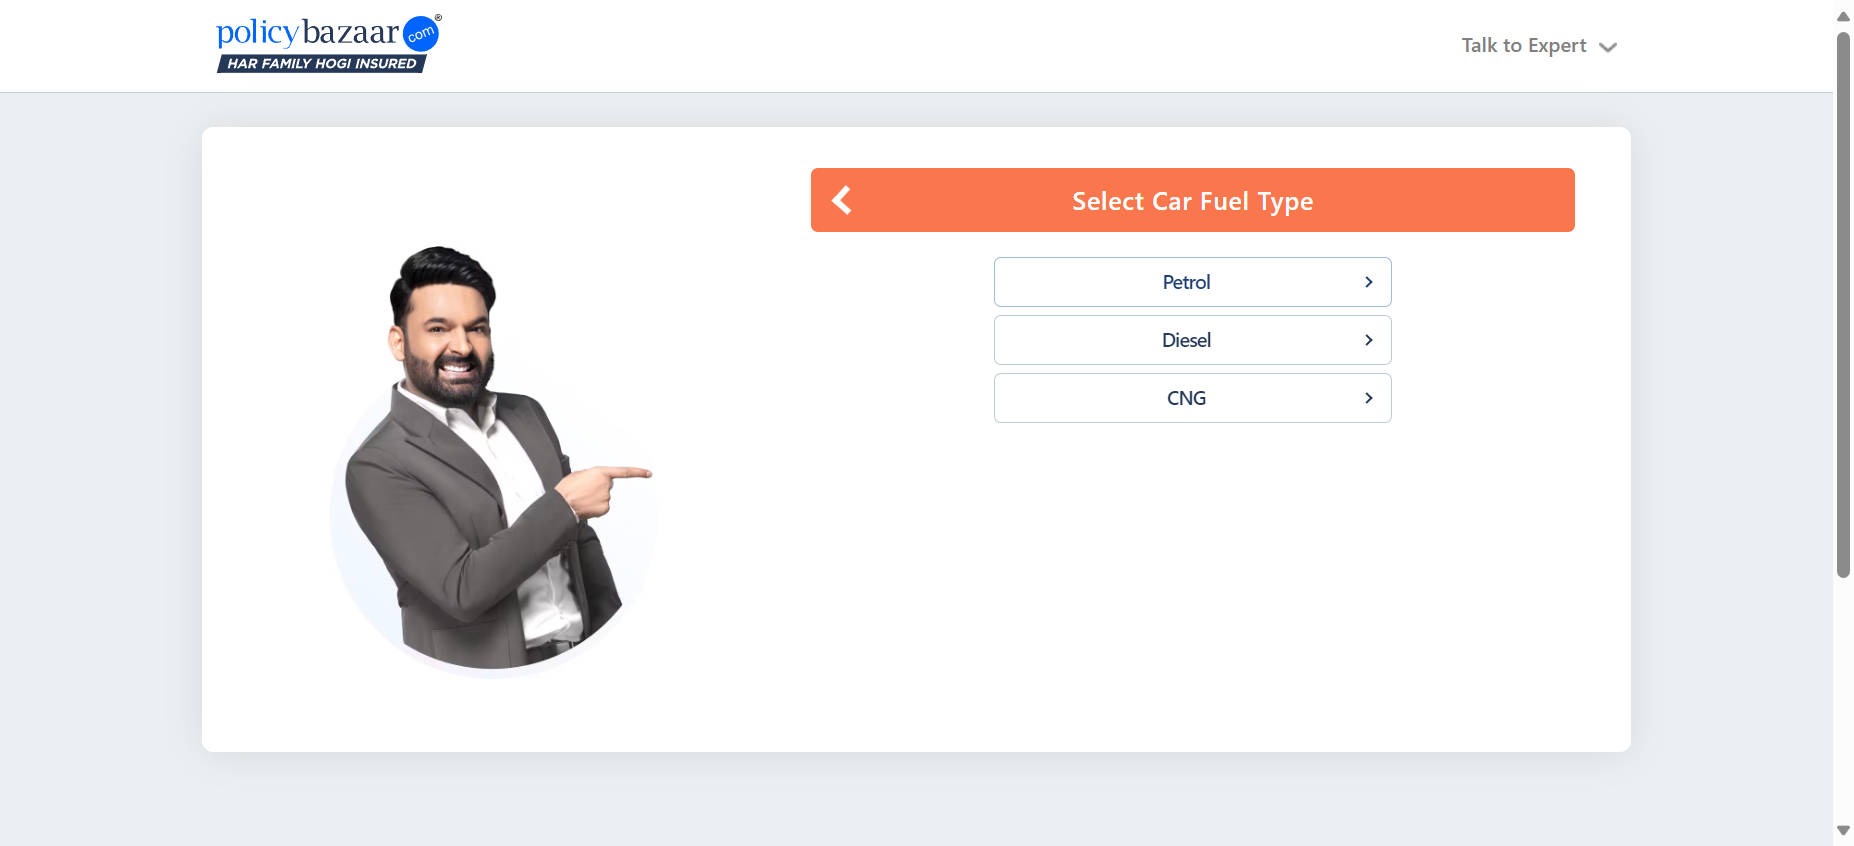 policybazaar com ®
HAR FAMILY HOGI INSURED
Talk to Expert
Select Car Fuel Type
Petrol
Diesel
CNG